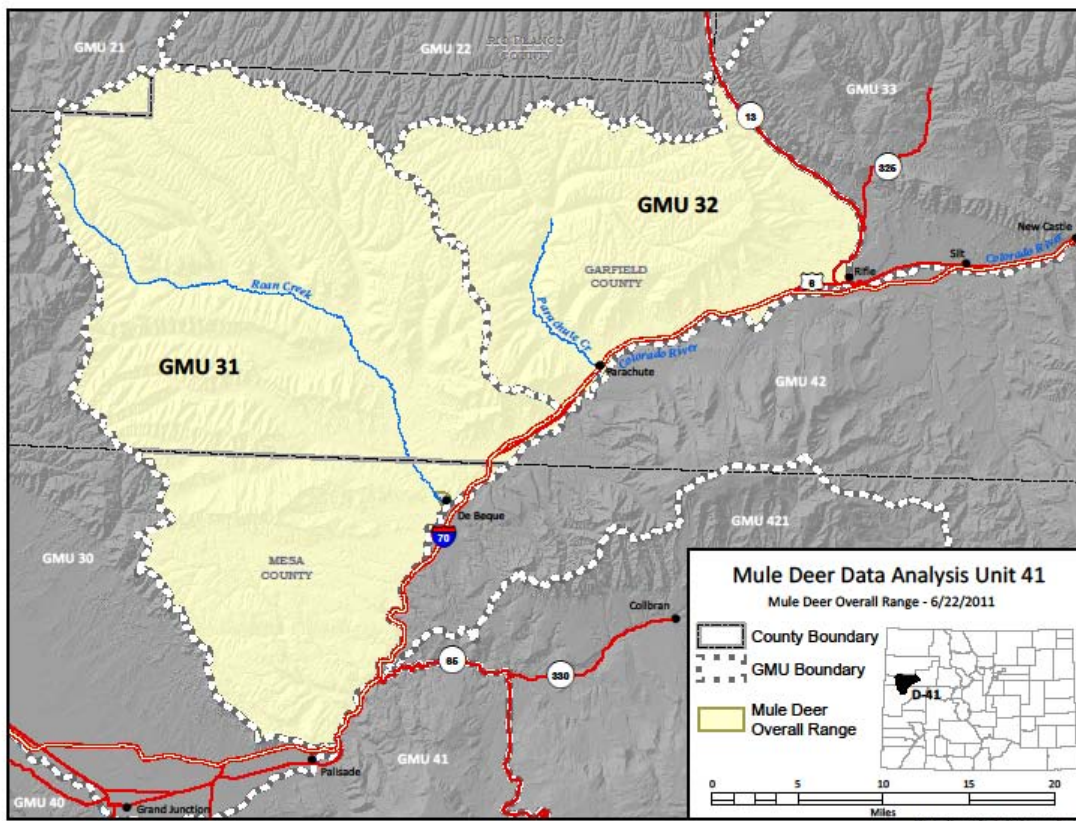 GMU 21
GMU 22
RIO BLANCO
COUNTY
GMU 33
13
325
GMU 32
New Castle
Colorado River
Silt
Rifle
6
GARFIELD
COUNTY
Roan Creek
Parachute Cr
Colorado River
Parachute
GMU 31
GMU 42
De Beque
70
GMU 421
GMU 30
MESA
COUNTY
Collbran
65
330
Palisade
GMU 41
GMU 40
Grand Junction
Mule Deer Data Analysis Unit 41
Mule Deer Overall Range - 6/22/2011
County Boundary
GMU Boundary
Mule Deer
Overall Range
D-41
0 5 10 20
Miles